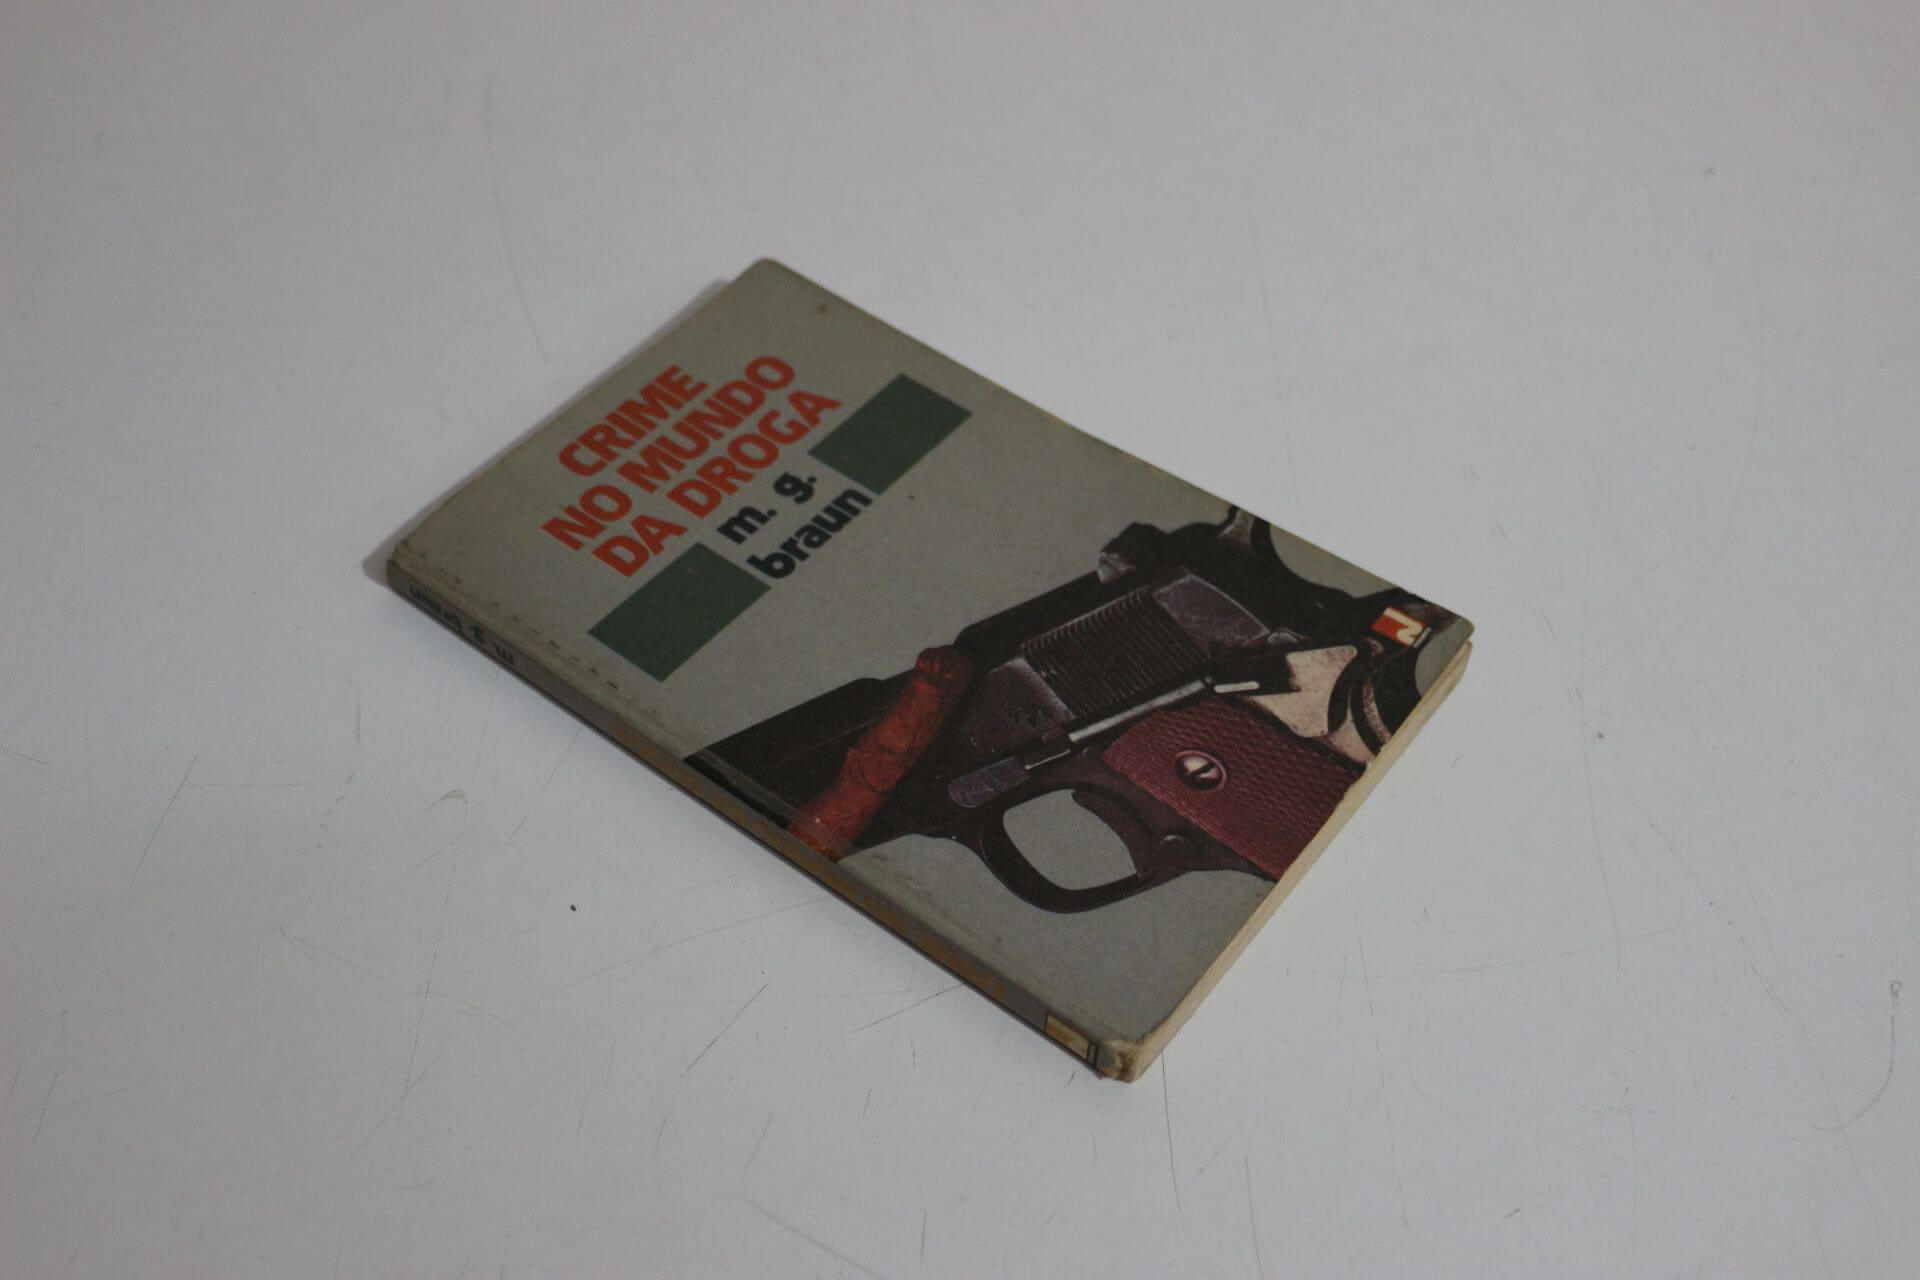 CRIME
NO MUNDO
DA DROGA
m. g.
braun
m. g. braun